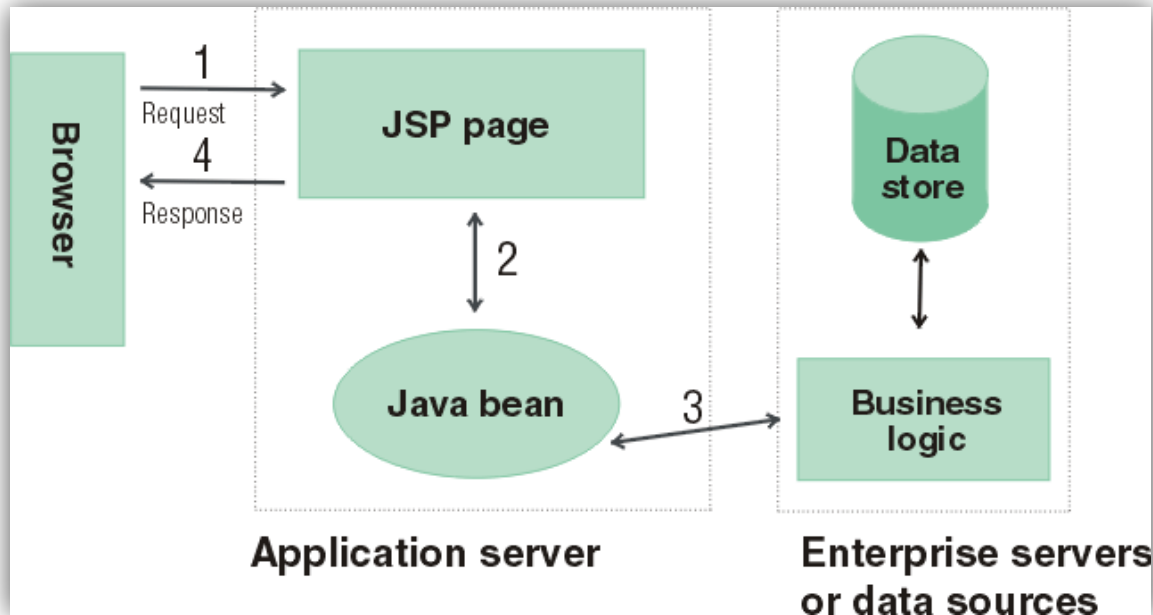 1
Request
4
Response
Browser
JSP page
2
Java bean
3
Data
store
Business
logic
Application server
Enterprise servers
or data sources